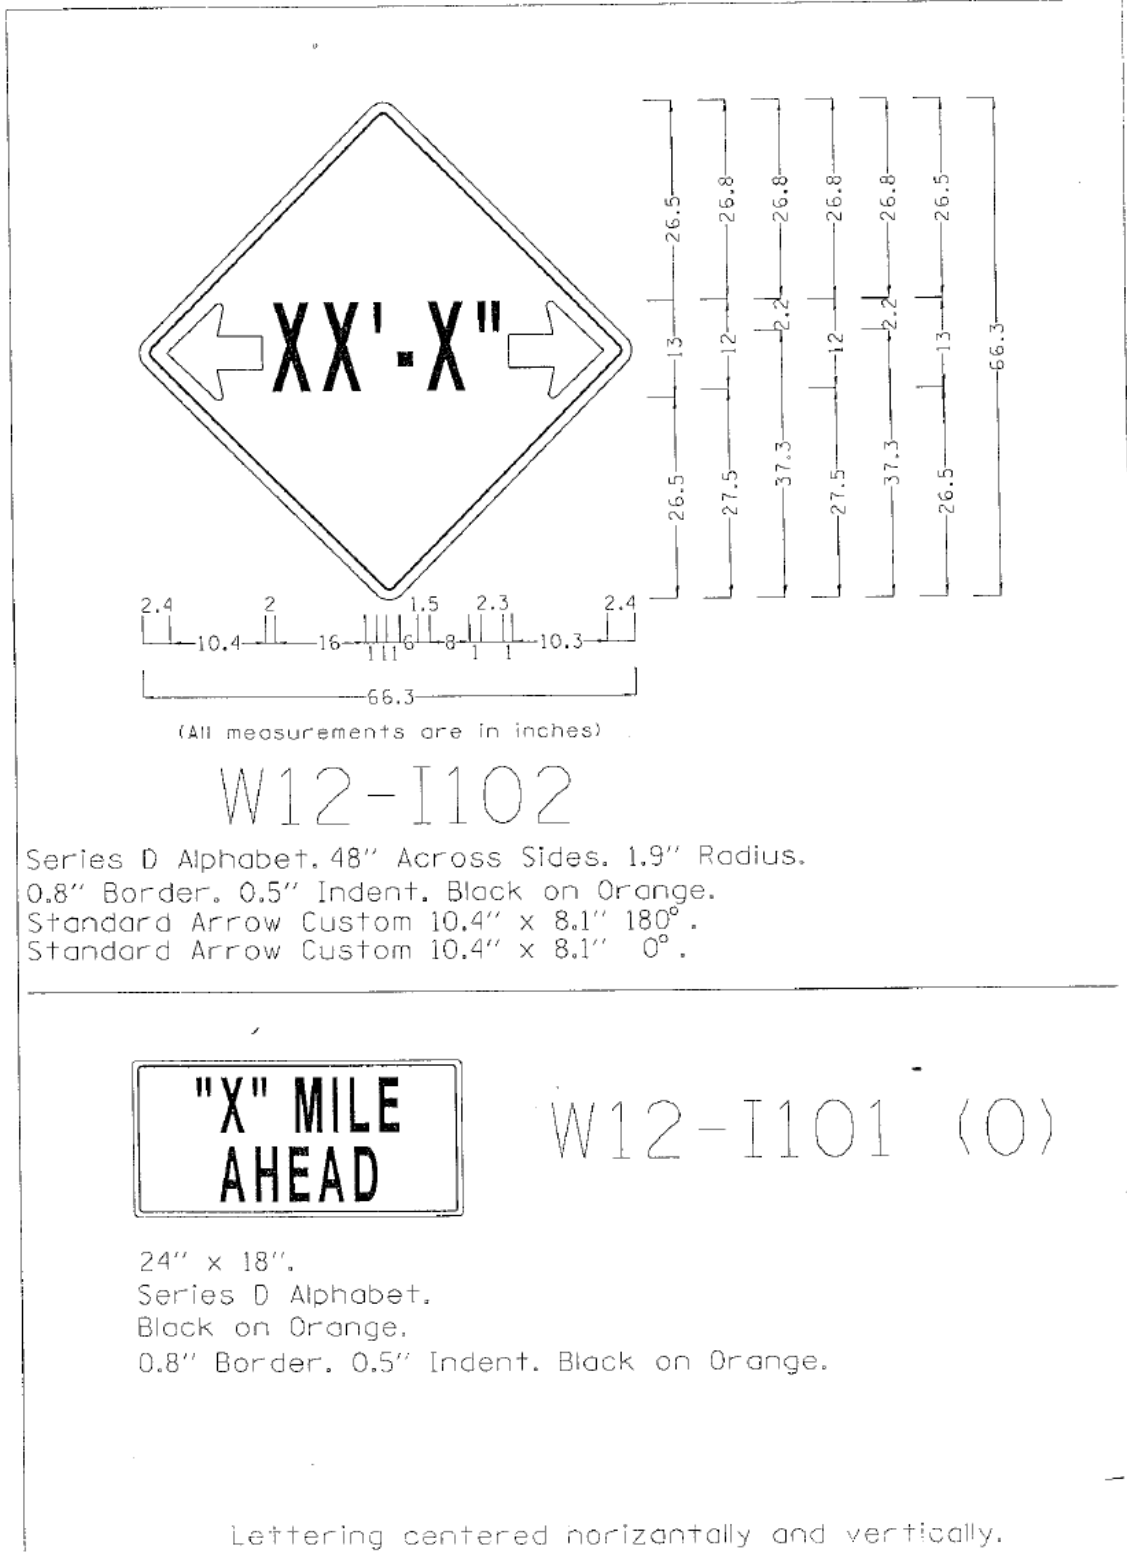 XX'-X"
26.5 26.8 26.8 26.8 26.8 26.5
2.2 2.2
13 12 12 13 66.3
26.5 27.5 37.3 27.5 37.3 26.5
2.4 2 1.5 2.3 2.4
10.4 16 6 8 10.3
1 1 1 1 1
66.3
(All measurements are in inches)
W12-I102
Series D Alphabet. 48" Across Sides. 1.9" Radius.
0.8" Border. 0.5" Indent. Black on Orange.
Standard Arrow Custom 10.4" x 8.1" 180°.
Standard Arrow Custom 10.4" x 8.1" 0°.
"X" MILE
AHEAD
W12-I101 (O)
24" x 18".
Series D Alphabet.
Black on Orange.
0.8" Border. 0.5" Indent. Black on Orange.
Lettering centered horizantally and vertically.